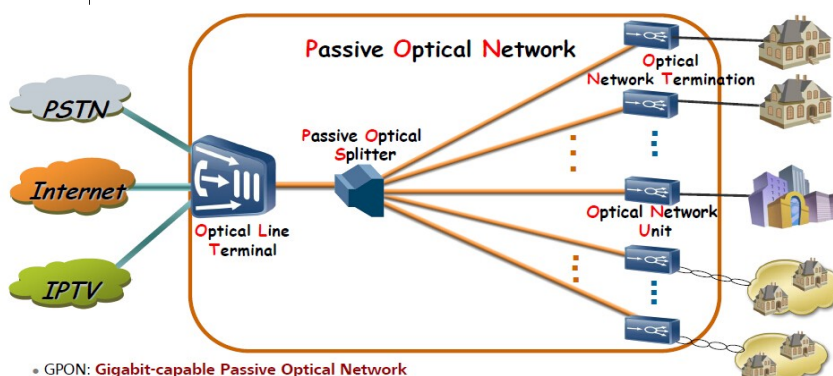 Passive Optical Network
Optical
Network Termination
PSTN
Passive Optical
Splitter
Internet
Optical Network
Unit
Optical Line
Terminal
IPTV
• GPON: Gigabit-capable Passive Optical Network